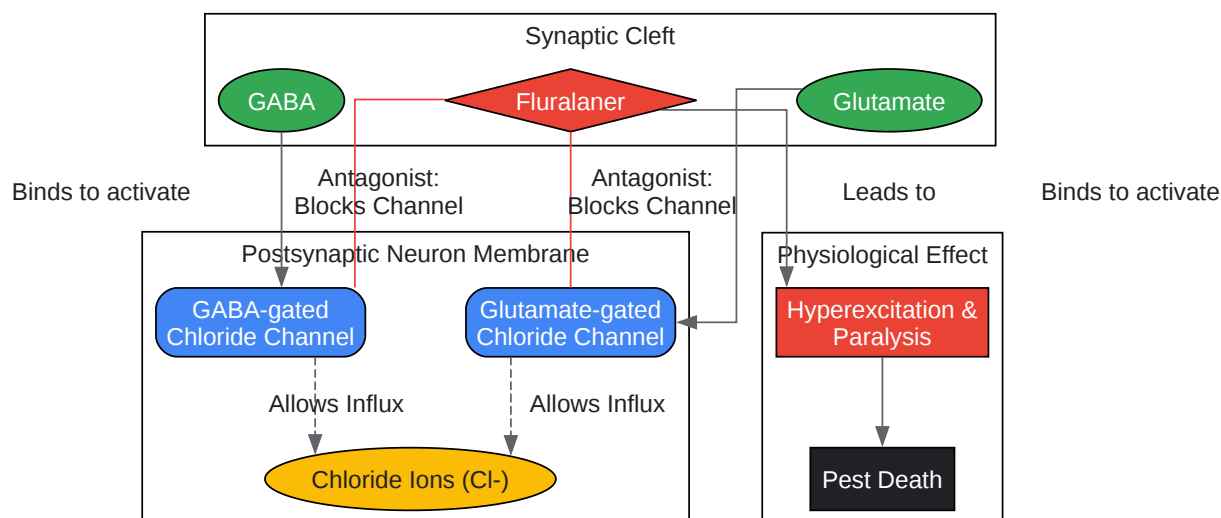 Synaptic Cleft
GABA
Fluralaner
Glutamate
Binds to activate
Antagonist:
Blocks Channel
Antagonist:
Blocks Channel
Leads to
Binds to activate
Postsynaptic Neuron Membrane
Physiological Effect
GABA-gated
Chloride Channel
Glutamate-gated
Chloride Channel
Hyperexcitation &
Paralysis
Allows Influx
Allows Influx
Chloride Ions (Cl-)
Pest Death